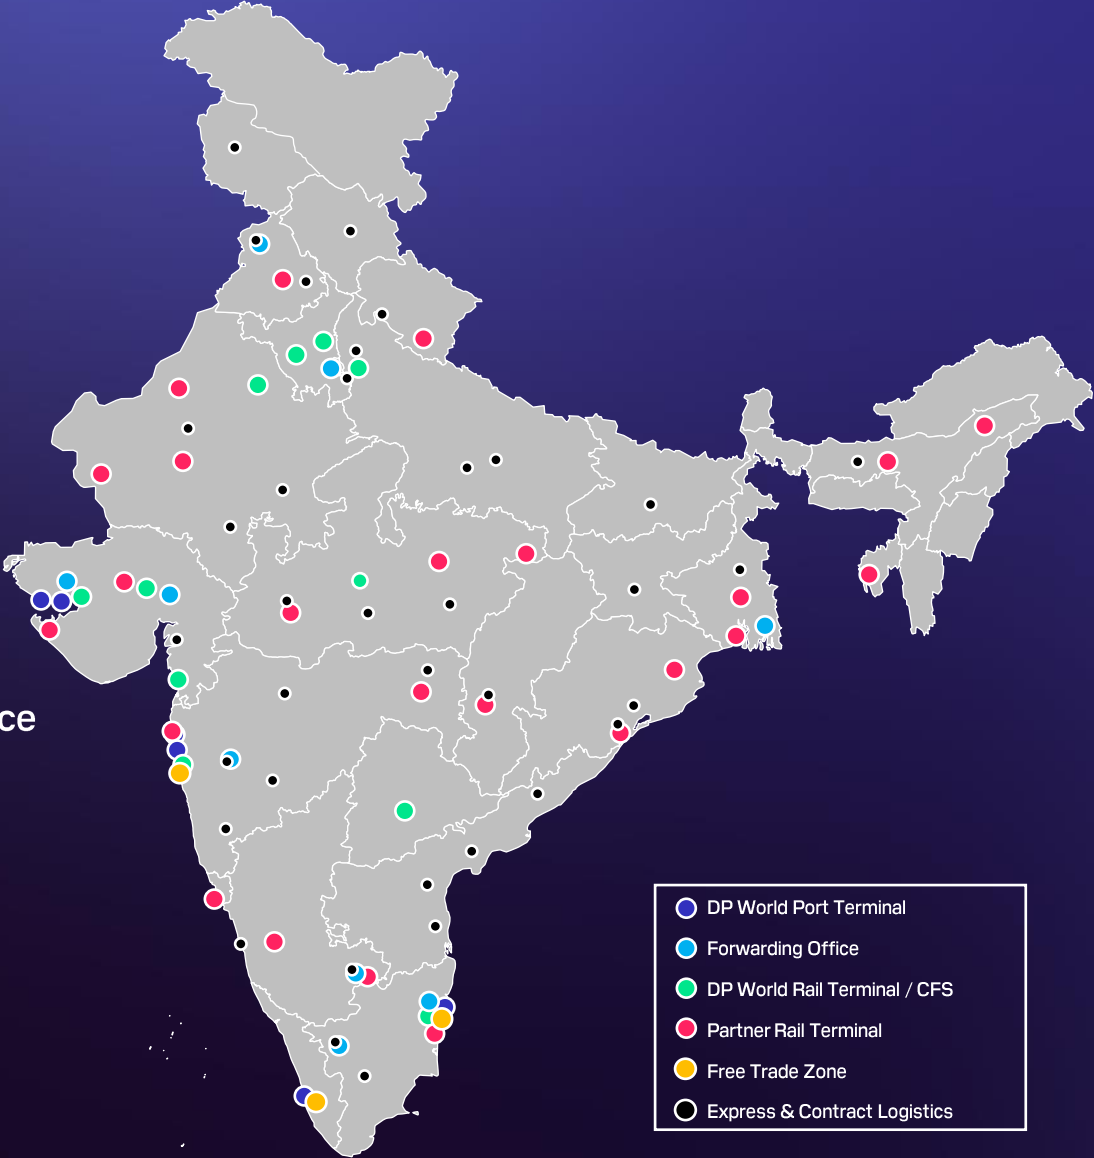 ce
DP World Port Terminal
Forwarding Office
DP World Rail Terminal / CFS
Partner Rail Terminal
Free Trade Zone
Express & Contract Logistics